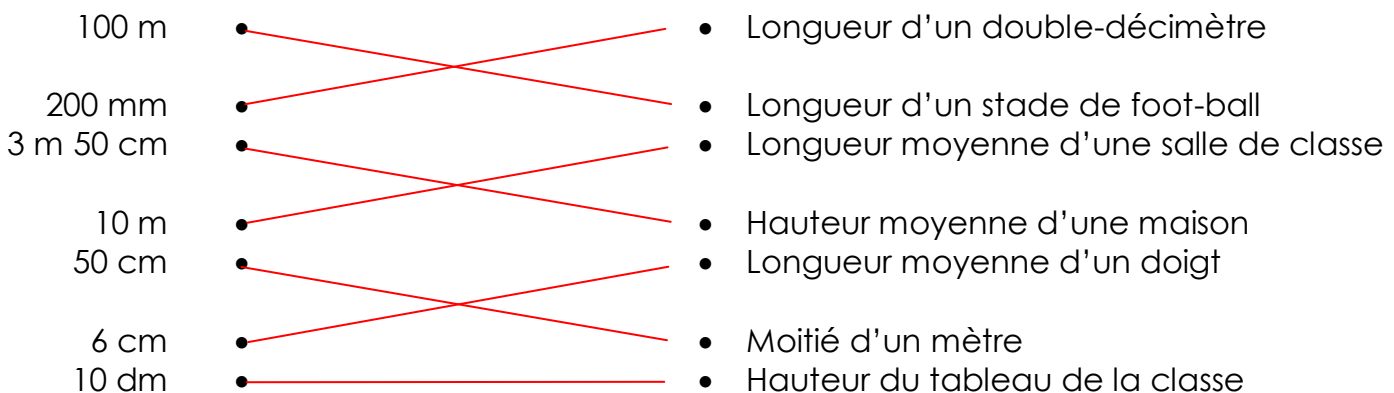 100 m • • Longueur d’un double-décimètre
200 mm • • Longueur d’un stade de foot-ball
3 m 50 cm • • Longueur moyenne d’une salle de classe
10 m • • Hauteur moyenne d’une maison
50 cm • • Longueur moyenne d’un doigt
6 cm • • Moitié d’un mètre
10 dm • • Hauteur du tableau de la classe